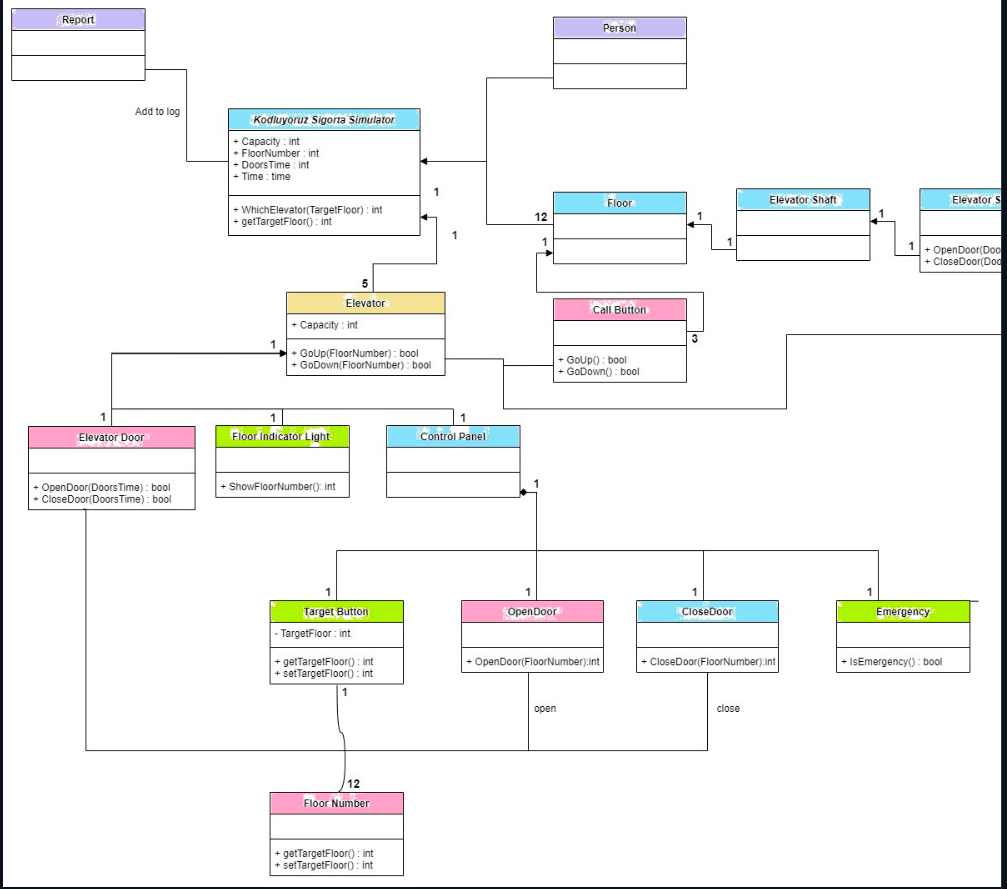 Report
Add to log
Person
Kodluyoruz Sigorta Simulator
+ Capacity : int
+ FloorNumber : int
+ DoorsTime : int
+ Time : time
+ WhichElevator(TargetFloor) : int
+ getTargetFloor() : int
1
1
5
12
Floor
1
1
1
Elevator Shaft
1
1
Elevator S
+ OpenDoor(Doo
+ CloseDoor(Doo
Elevator
+ Capacity : int
+ GoUp(FloorNumber) : bool
+ GoDown(FloorNumber) : bool
1
Call Button
+ GoUp() : bool
+ GoDown() : bool
3
1
Elevator Door
+ OpenDoor(DoorsTime) : bool
+ CloseDoor(DoorsTime) : bool
1
Floor Indicator Light
+ ShowFloorNumber(): int
1
Control Panel
1
1
Target Button
- TargetFloor : int
+ getTargetFloor() : int
+ setTargetFloor() : int
1
1
OpenDoor
+ OpenDoor(FloorNumber):int
open
1
CloseDoor
+ CloseDoor(FloorNumber):int
close
1
Emergency
+ IsEmergency() : bool
12
Floor Number
+ getTargetFloor() : int
+ setTargetFloor() : int